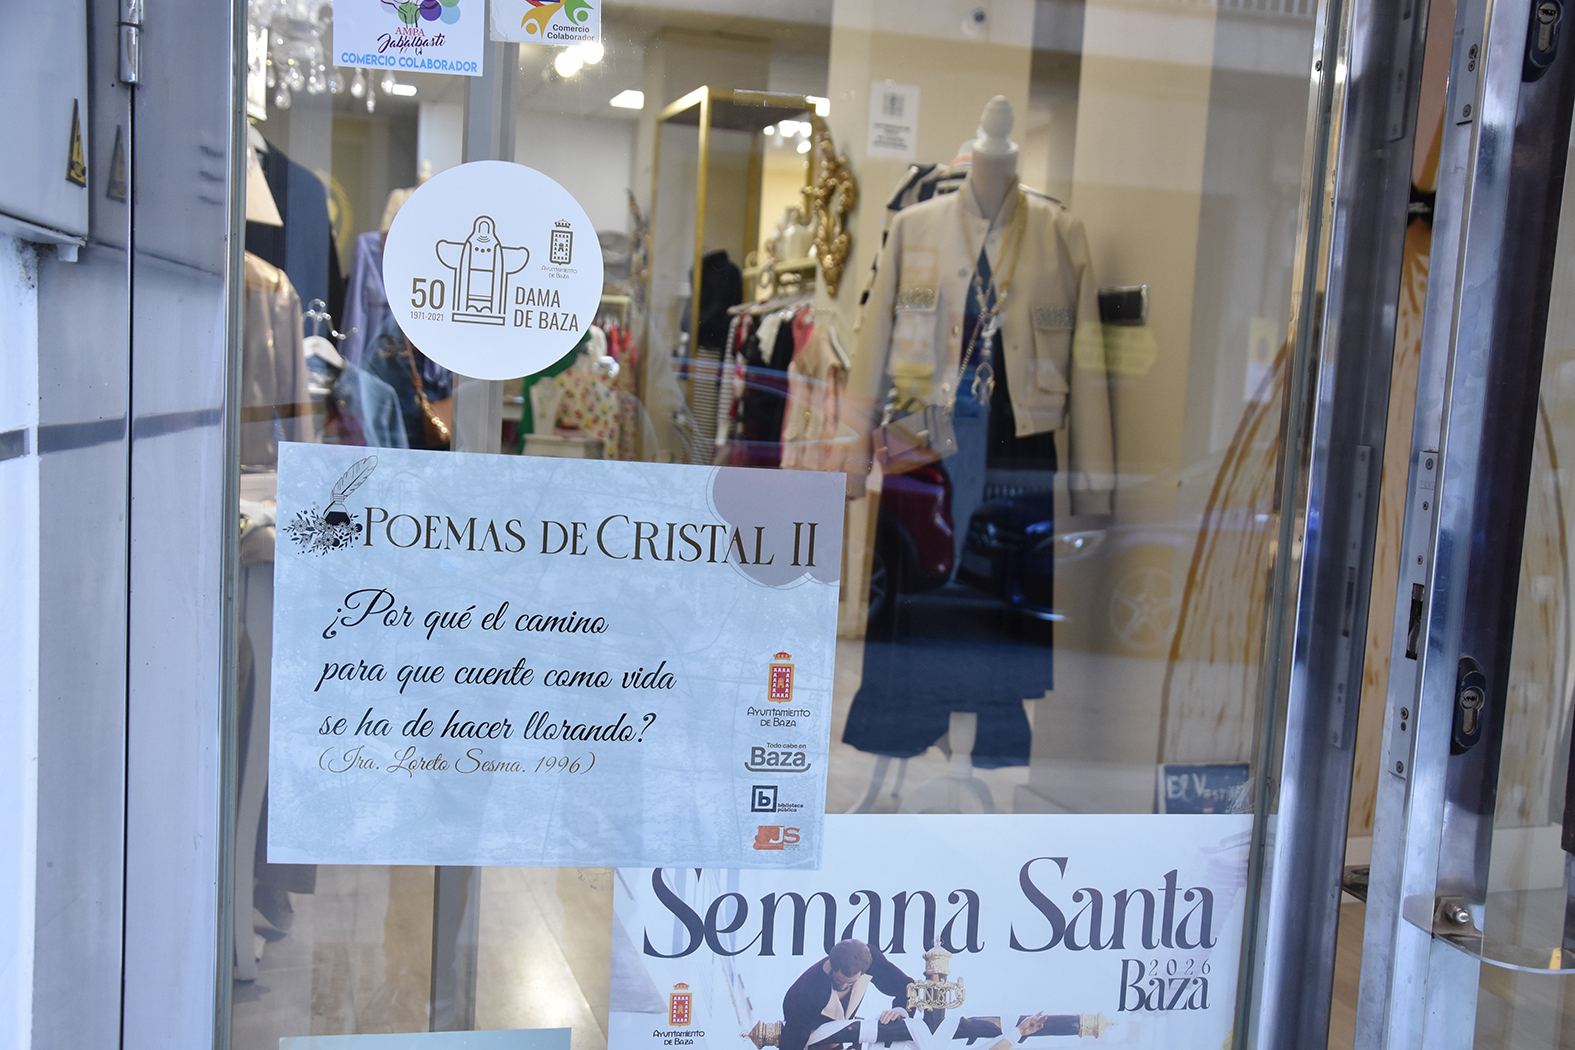 AMPA
Jabalbasti
COMERCIO COLABORADOR
Comercio
Colaborador
50
1971-2021
DAMA
DE BAZA
AYUNTAMIENTO
DE BAZA
POEMAS DE CRISTAL II
¿Por qué el camino
para que cuente como vida
se ha de hacer llorando?
(Ira. Loreto Sesma. 1996)
AYUNTAMIENTO
DE BAZA
Todo cabe en
Baza
b biblioteca
pública
JS
EL
Semana Santa
2026
Baza
AYUNTAMIENTO
DE BAZA